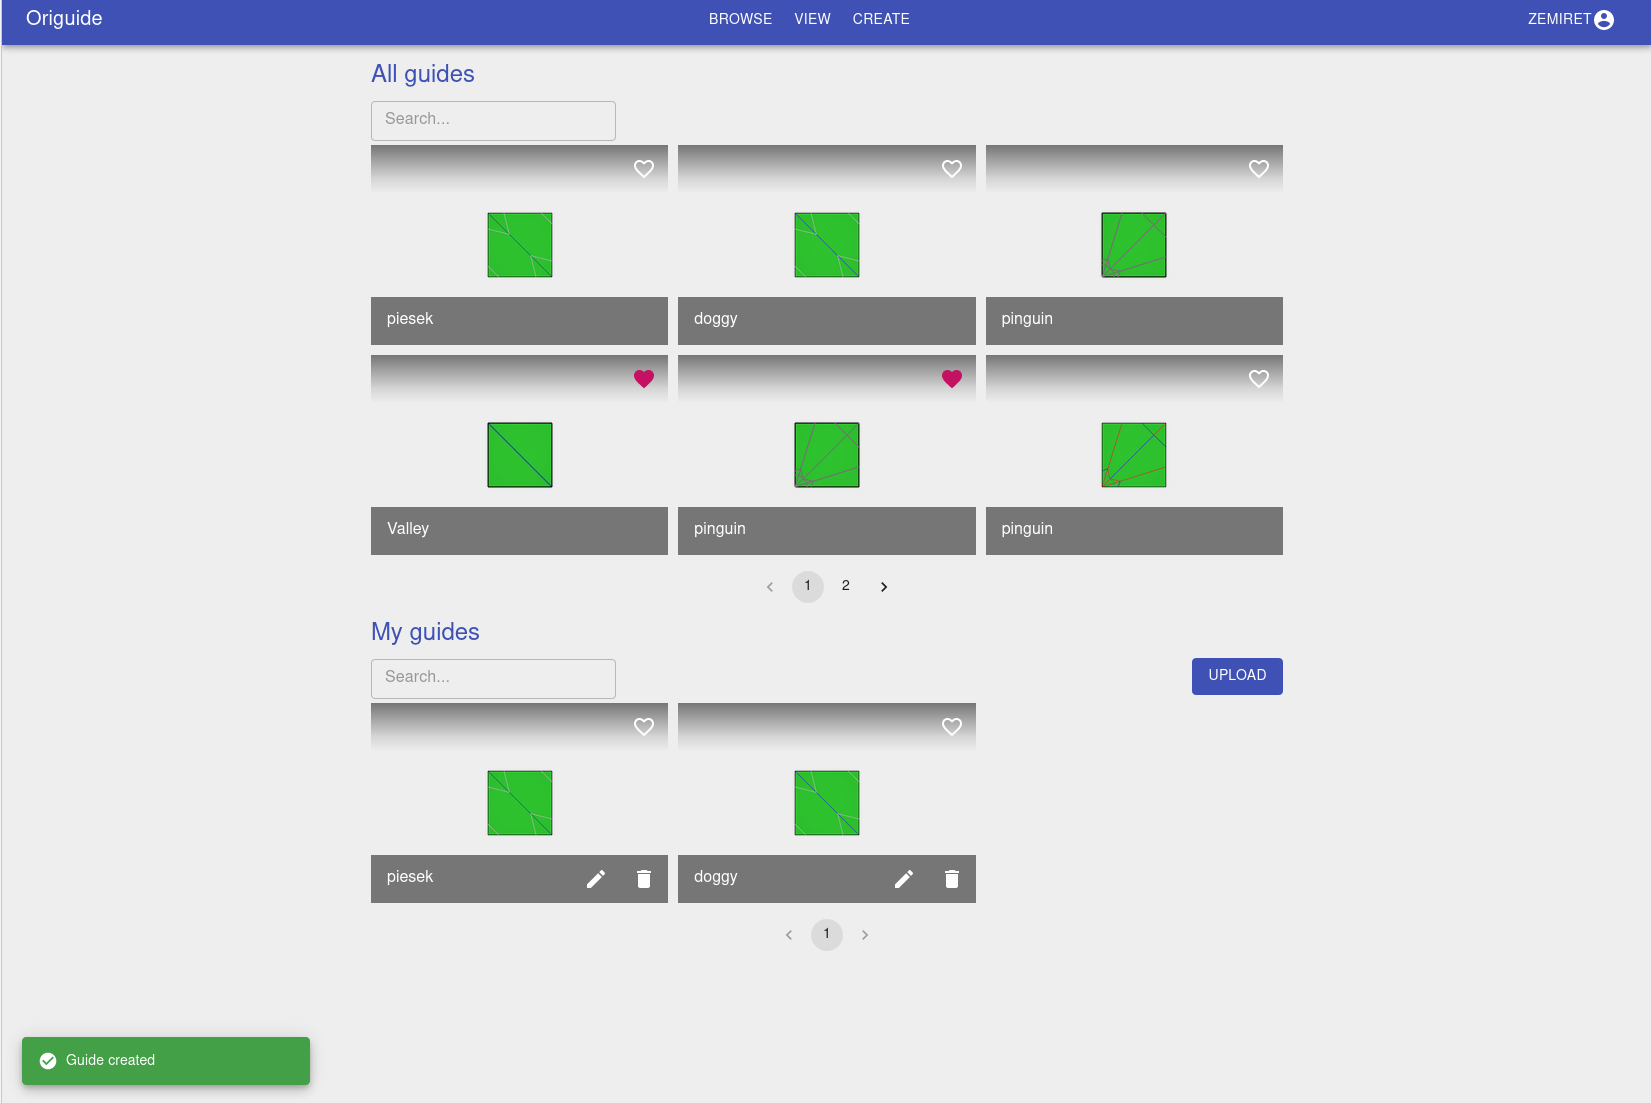 Origuide
BROWSE VIEW CREATE
ZEMIRET
All guides
Search...
piesek
doggy
pinguin
Valley
pinguin
pinguin
1 2
My guides
Search...
UPLOAD
piesek
doggy
1
Guide created